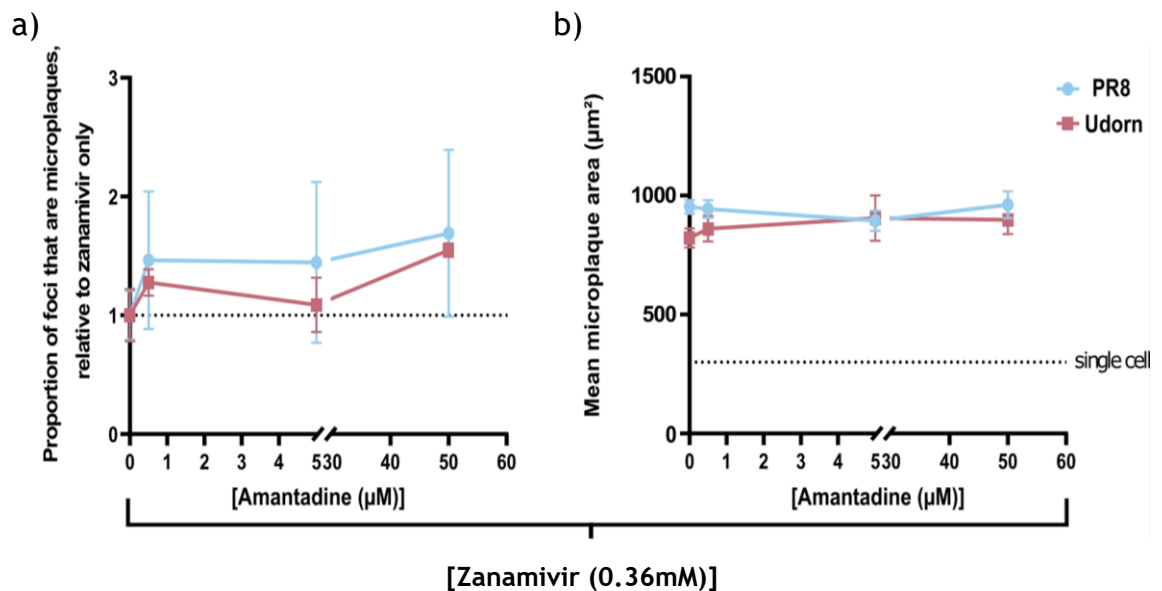 a)
Proportion of foci that are microplaques,
relative to zanamivir only
3
2
1
0
0 1 2 3 4 5 30 40 50 60
[Amantadine (µM)]
b)
Mean microplaque area (µm²)
1500
1000
500
0
PR8
Udorn
single cell
0 1 2 3 4 5 30 40 50 60
[Amantadine (µM)]
[Zanamivir (0.36mM)]